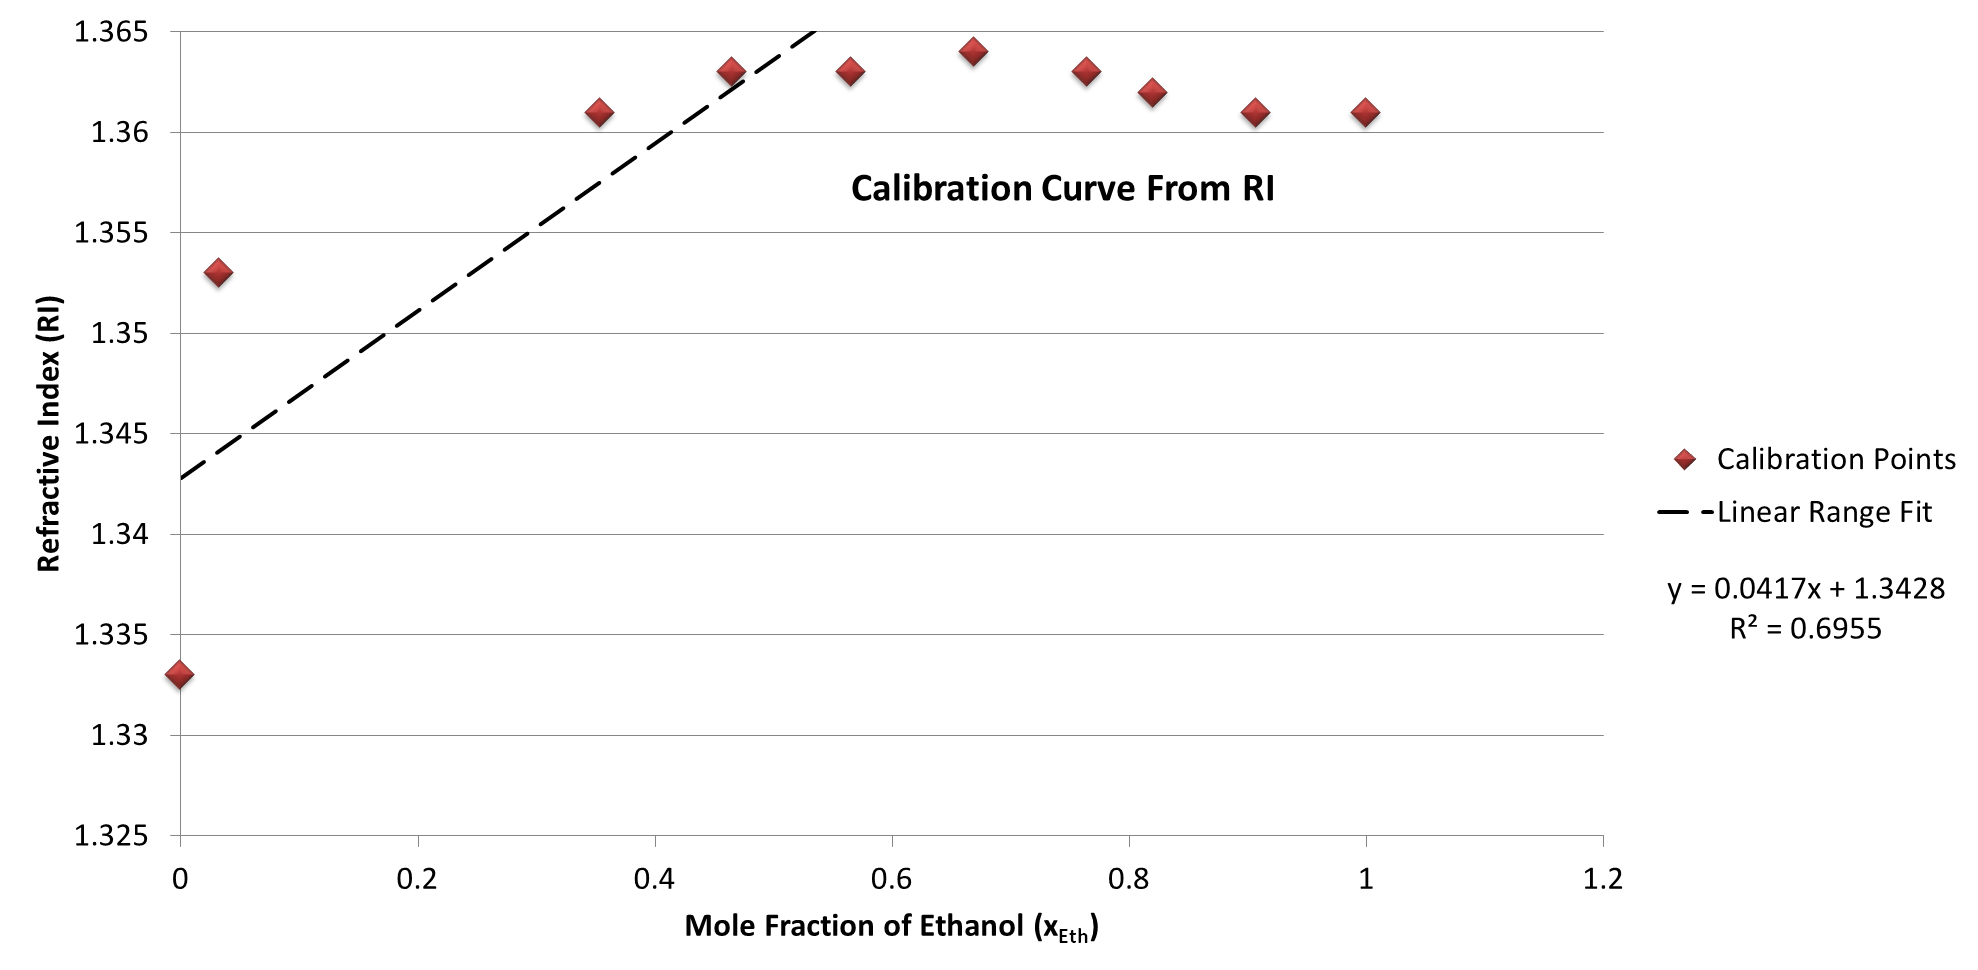 1.365
1.36
1.355
1.35
1.345
1.34
1.335
1.33
1.325
Refractive Index (RI)
Calibration Curve From RI
Calibration Points
Linear Range Fit
y = 0.0417x + 1.3428
R² = 0.6955
0 0.2 0.4 0.6 0.8 1 1.2
Mole Fraction of Ethanol (xEth)